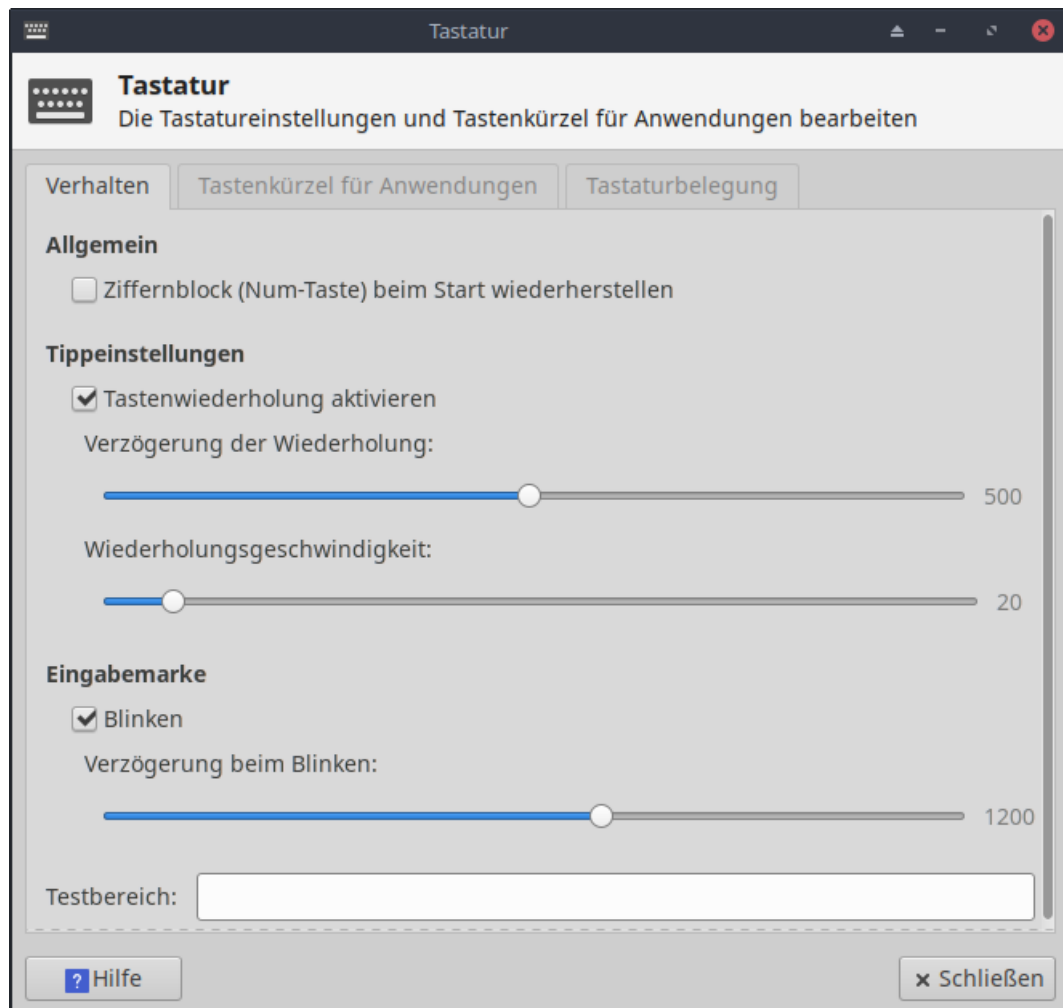 Tastatur
Tastatur
Die Tastatureinstellungen und Tastenkürzel für Anwendungen bearbeiten
Verhalten Tastenkürzel für Anwendungen Tastaturbelegung
Allgemein
Ziffernblock (Num-Taste) beim Start wiederherstellen
Tippeinstellungen
Tastenwiederholung aktivieren
Verzögerung der Wiederholung:
500
Wiederholungsgeschwindigkeit:
20
Eingabemarke
Blinken
Verzögerung beim Blinken:
1200
Testbereich:
? Hilfe × Schließen